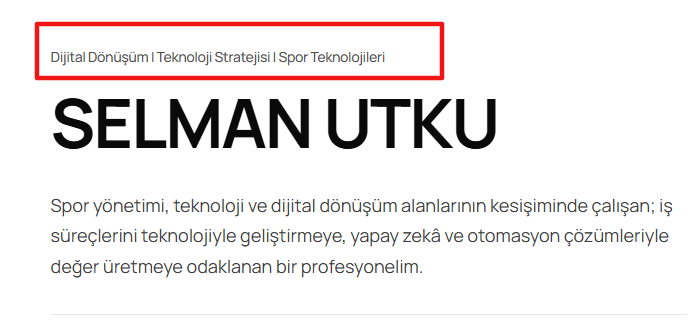 Dijital Dönüşüm | Teknoloji Stratejisi | Spor Teknolojileri
SELMAN UTKU
Spor yönetimi, teknoloji ve dijital dönüşüm alanlarının kesişiminde çalışan; iş
süreçlerini teknolojiyle geliştirmeye, yapay zekâ ve otomasyon çözümleriyle
değer üretmeye odaklanan bir profesyonelim.